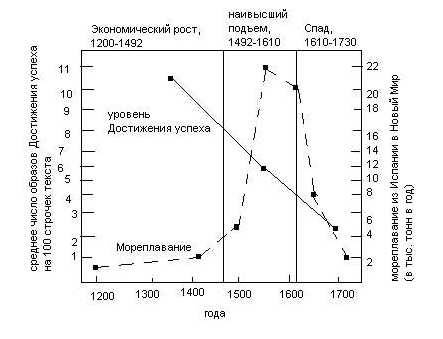 Экономический рост,
1200-1492
наивысший
подъем,
1492-1610
Спад,
1610-1730
среднее число образов Достижения успеха
на 100 строчек текста
11
10
9
8
7
6
5
4
3
2
1
уровень
Достижения успеха
Мореплавание
22
20
16
14
12
10
8
6
4
2
мореплавание из Испании в Новый Мир
(в тыс. тонн в год)
1200
1300
1400
1500
1600
1700
года